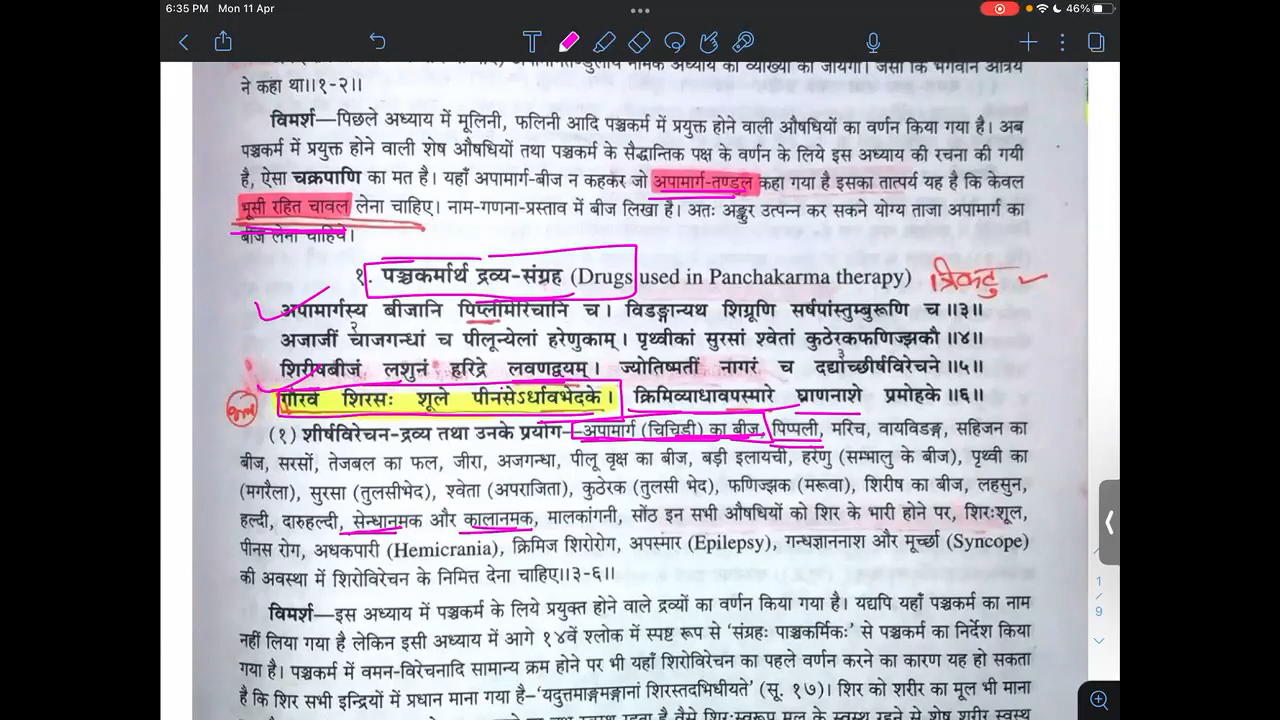 6:35 PM Mon 11 Apr
46%
अपामार्गतण्डुलीय नामक अध्याय की व्याख्या की जायेगी। जैसा कि भगवान् आत्रेय
ने कहा था॥१-२॥
विमर्श—पिछले अध्याय में मूलिनी, फलिनी आदि पञ्चकर्म में प्रयुक्त होने वाली औषधियों का वर्णन किया गया है। अब
पञ्चकर्म में प्रयुक्त होने वाली शेष औषधियों तथा पञ्चकर्म के सैद्धान्तिक पक्ष के वर्णन के लिये इस अध्याय की रचना की गयी
है, ऐसा चक्रपाणि का मत है। यहाँ अपामार्ग-बीज न कहकर जो अपामार्ग-तण्डुल कहा गया है इसका तात्पर्य यह है कि केवल
भूसी रहित चावल लेना चाहिए। नाम-गणना-प्रस्ताव में बीज लिखा है। अतः अङ्कुर उत्पन्न कर सकने योग्य ताजा अपामार्ग का
बीज लेना चाहिये।
१. पञ्चकर्मार्थ द्रव्य-संग्रह (Drugs used in Panchakarma therapy) त्रिकटु
अपामार्गस्य बीजानि पिप्लीमरिचानि च। विडङ्गान्यथ शिग्रूणि सर्षपांस्तुम्बुरूणि च॥३॥
अजाजीं चाजगन्धां च पीलून्येलां हरेणुकाम्। पृथ्वीकां सुरसां श्वेतां कुठेरकफणिज्झकौ॥४॥
शिरीषबीजं लशुनं हरिद्रे लवणद्वयम्। ज्योतिष्मतीं नागरं च दद्याच्छीर्षविरेचने॥५॥
गौरवे शिरसः शूले पीनसेऽर्धावभेदके। क्रिमिव्याधावपस्मारे घ्राणनाशे प्रमोहके॥६॥
(१) शीर्षविरेचन-द्रव्य तथा उनके प्रयोग—अपामार्ग (चिचिडी) का बीज, पिप्पली, मरिच, वायविडङ्ग, सहिजन का
बीज, सरसों, तेजबल का फल, जीरा, अजगन्धा, पीलू वृक्ष का बीज, बड़ी इलायची, हरेणु (सम्भालु के बीज), पृथ्वी का
(मगरैला), सुरसा (तुलसीभेद), श्वेता (अपराजिता), कुठेरक (तुलसी भेद), फणिज्झक (मरूवा), शिरीष का बीज, लहसुन,
हल्दी, दारुहल्दी, सेन्धानमक और कालानमक, मालकांगनी, सोंठ इन सभी औषधियों को शिर के भारी होने पर, शिरःशूल,
पीनस रोग, अधकपारी (Hemicrania), क्रिमिज शिरोरोग, अपस्मार (Epilepsy), गन्धज्ञाननाश और मूर्च्छा (Syncope)
की अवस्था में शिरोविरेचन के निमित्त देना चाहिए॥३-६॥
विमर्श—इस अध्याय में पञ्चकर्म के लिये प्रयुक्त होने वाले द्रव्यों का वर्णन किया गया है। यद्यपि यहाँ पञ्चकर्म का नाम
नहीं लिया गया है लेकिन इसी अध्याय में आगे १४वें श्लोक में स्पष्ट रूप से 'संग्रहः पाञ्चकर्मिकः' से पञ्चकर्म का निर्देश किया
गया है। पञ्चकर्म में वमन-विरेचनादि सामान्य क्रम होने पर भी यहाँ शिरोविरेचन का पहले वर्णन करने का कारण यह हो सकता
है कि शिर सभी इन्द्रियों में प्रधान माना गया है–'यदुत्तमाङ्गमङ्गानां शिरस्तदभिधीयते' (सू. १७)। शिर को शरीर का मूल भी माना
1
/
9